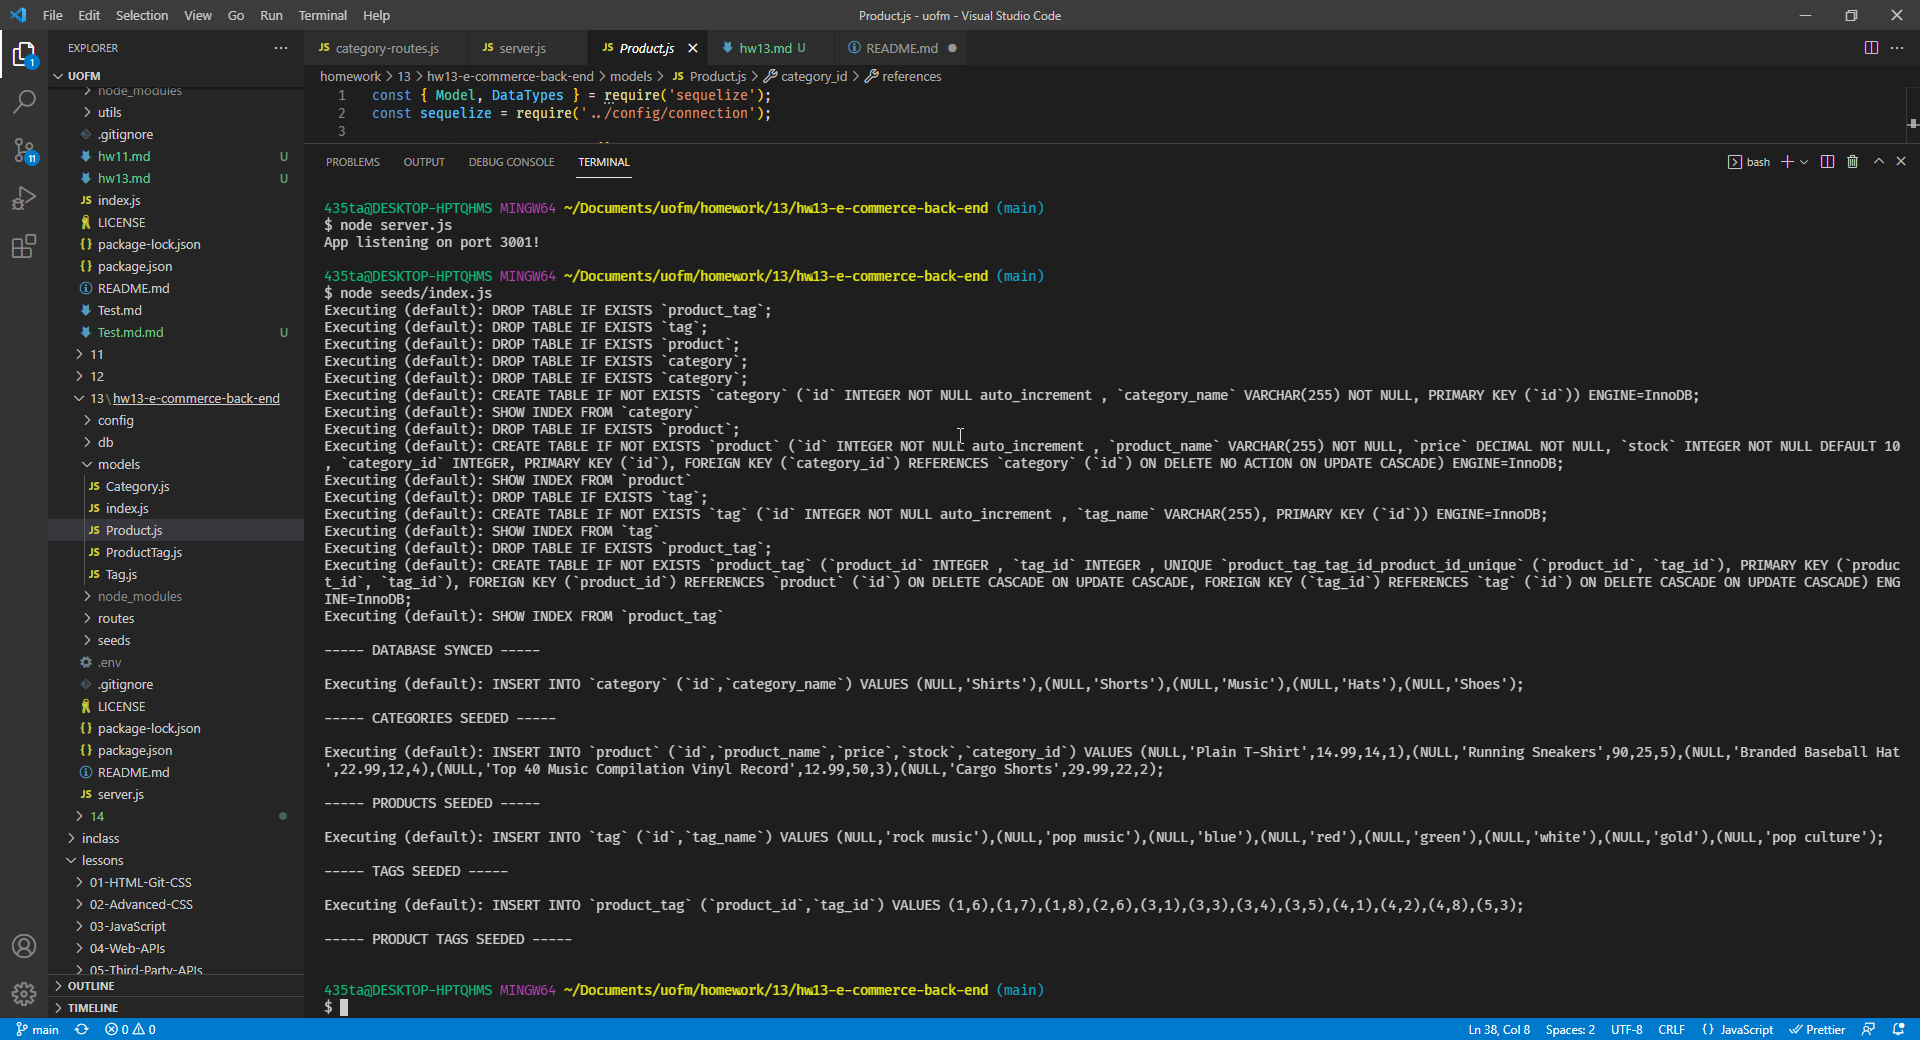 File Edit Selection View Go Run Terminal Help
Product.js - uofm - Visual Studio Code
EXPLORER
UOFM
node_modules
utils
.gitignore
hw11.md U
hw13.md U
index.js
LICENSE
package-lock.json
package.json
README.md
Test.md
Test.md.md U
11
12
13\hw13-e-commerce-back-end
config
db
models
Category.js
index.js
Product.js
ProductTag.js
Tag.js
node_modules
routes
seeds
.env
.gitignore
LICENSE
package-lock.json
package.json
README.md
server.js
14
inclass
lessons
01-HTML-Git-CSS
02-Advanced-CSS
03-JavaScript
04-Web-APIs
05-Third-Party-APIs
OUTLINE
TIMELINE
1
11
category-routes.js server.js Product.js hw13.md U README.md
homework > 13 > hw13-e-commerce-back-end > models > JS Product.js > category_id > references
1 const { Model, DataTypes } = require('sequelize');
2 const sequelize = require('../config/connection');
3
PROBLEMS OUTPUT DEBUG CONSOLE TERMINAL
bash
435ta@DESKTOP-HPTQHMS MINGW64 ~/Documents/uofm/homework/13/hw13-e-commerce-back-end (main)
$ node server.js
App listening on port 3001!
435ta@DESKTOP-HPTQHMS MINGW64 ~/Documents/uofm/homework/13/hw13-e-commerce-back-end (main)
$ node seeds/index.js
Executing (default): DROP TABLE IF EXISTS `product_tag`;
Executing (default): DROP TABLE IF EXISTS `tag`;
Executing (default): DROP TABLE IF EXISTS `product`;
Executing (default): DROP TABLE IF EXISTS `category`;
Executing (default): DROP TABLE IF EXISTS `category`;
Executing (default): CREATE TABLE IF NOT EXISTS `category` (`id` INTEGER NOT NULL auto_increment , `category_name` VARCHAR(255) NOT NULL, PRIMARY KEY (`id`)) ENGINE=InnoDB;
Executing (default): SHOW INDEX FROM `category`
Executing (default): DROP TABLE IF EXISTS `product`;
Executing (default): CREATE TABLE IF NOT EXISTS `product` (`id` INTEGER NOT NULL auto_increment , `product_name` VARCHAR(255) NOT NULL, `price` DECIMAL NOT NULL, `stock` INTEGER NOT NULL DEFAULT 10
, `category_id` INTEGER, PRIMARY KEY (`id`), FOREIGN KEY (`category_id`) REFERENCES `category` (`id`) ON DELETE NO ACTION ON UPDATE CASCADE) ENGINE=InnoDB;
Executing (default): SHOW INDEX FROM `product`
Executing (default): DROP TABLE IF EXISTS `tag`;
Executing (default): CREATE TABLE IF NOT EXISTS `tag` (`id` INTEGER NOT NULL auto_increment , `tag_name` VARCHAR(255), PRIMARY KEY (`id`)) ENGINE=InnoDB;
Executing (default): SHOW INDEX FROM `tag`
Executing (default): DROP TABLE IF EXISTS `product_tag`;
Executing (default): CREATE TABLE IF NOT EXISTS `product_tag` (`product_id` INTEGER , `tag_id` INTEGER , UNIQUE `product_tag_tag_id_product_id_unique` (`product_id`, `tag_id`), PRIMARY KEY (`produc
t_id`, `tag_id`), FOREIGN KEY (`product_id`) REFERENCES `product` (`id`) ON DELETE CASCADE ON UPDATE CASCADE, FOREIGN KEY (`tag_id`) REFERENCES `tag` (`id`) ON DELETE CASCADE ON UPDATE CASCADE) ENG
INE=InnoDB;
Executing (default): SHOW INDEX FROM `product_tag`
----- DATABASE SYNCED -----
Executing (default): INSERT INTO `category` (`id`,`category_name`) VALUES (NULL,'Shirts'),(NULL,'Shorts'),(NULL,'Music'),(NULL,'Hats'),(NULL,'Shoes');
----- CATEGORIES SEEDED -----
Executing (default): INSERT INTO `product` (`id`,`product_name`,`price`,`stock`,`category_id`) VALUES (NULL,'Plain T-Shirt',14.99,14,1),(NULL,'Running Sneakers',90,25,5),(NULL,'Branded Baseball Hat
',22.99,12,4),(NULL,'Top 40 Music Compilation Vinyl Record',12.99,50,3),(NULL,'Cargo Shorts',29.99,22,2);
----- PRODUCTS SEEDED -----
Executing (default): INSERT INTO `tag` (`id`,`tag_name`) VALUES (NULL,'rock music'),(NULL,'pop music'),(NULL,'blue'),(NULL,'red'),(NULL,'green'),(NULL,'white'),(NULL,'gold'),(NULL,'pop culture');
----- TAGS SEEDED -----
Executing (default): INSERT INTO `product_tag` (`product_id`,`tag_id`) VALUES (1,6),(1,7),(1,8),(2,6),(3,1),(3,3),(3,4),(3,5),(4,1),(4,2),(4,8),(5,3);
----- PRODUCT TAGS SEEDED -----
435ta@DESKTOP-HPTQHMS MINGW64 ~/Documents/uofm/homework/13/hw13-e-commerce-back-end (main)
$
main 0 0
Ln 38, Col 8 Spaces: 2 UTF-8 CRLF {} JavaScript Prettier